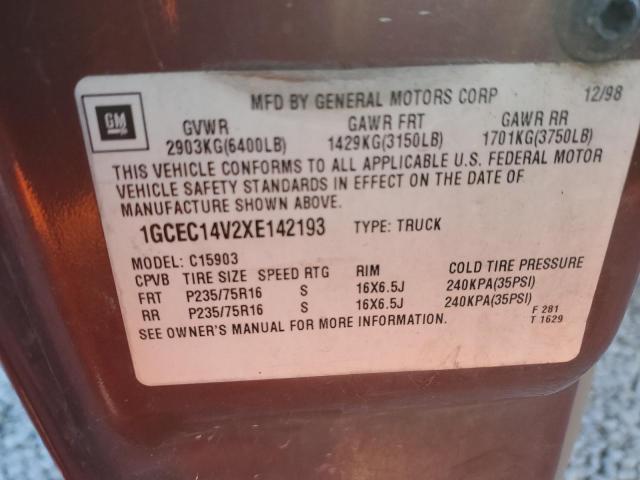 MFD BY GENERAL MOTORS CORP 12/98
GM
GVWR GAWR FRT GAWR RR
2903KG(6400LB) 1429KG(3150LB) 1701KG(3750LB)
THIS VEHICLE CONFORMS TO ALL APPLICABLE U.S. FEDERAL MOTOR
VEHICLE SAFETY STANDARDS IN EFFECT ON THE DATE OF
MANUFACTURE SHOWN ABOVE.
1GCEC14V2XE142193 TYPE: TRUCK
MODEL: C15903
CPVB TIRE SIZE SPEED RTG RIM COLD TIRE PRESSURE
FRT P235/75R16 S 16X6.5J 240KPA(35PSI)
RR P235/75R16 S 16X6.5J 240KPA(35PSI)
SEE OWNER'S MANUAL FOR MORE INFORMATION
F 281
T 1629